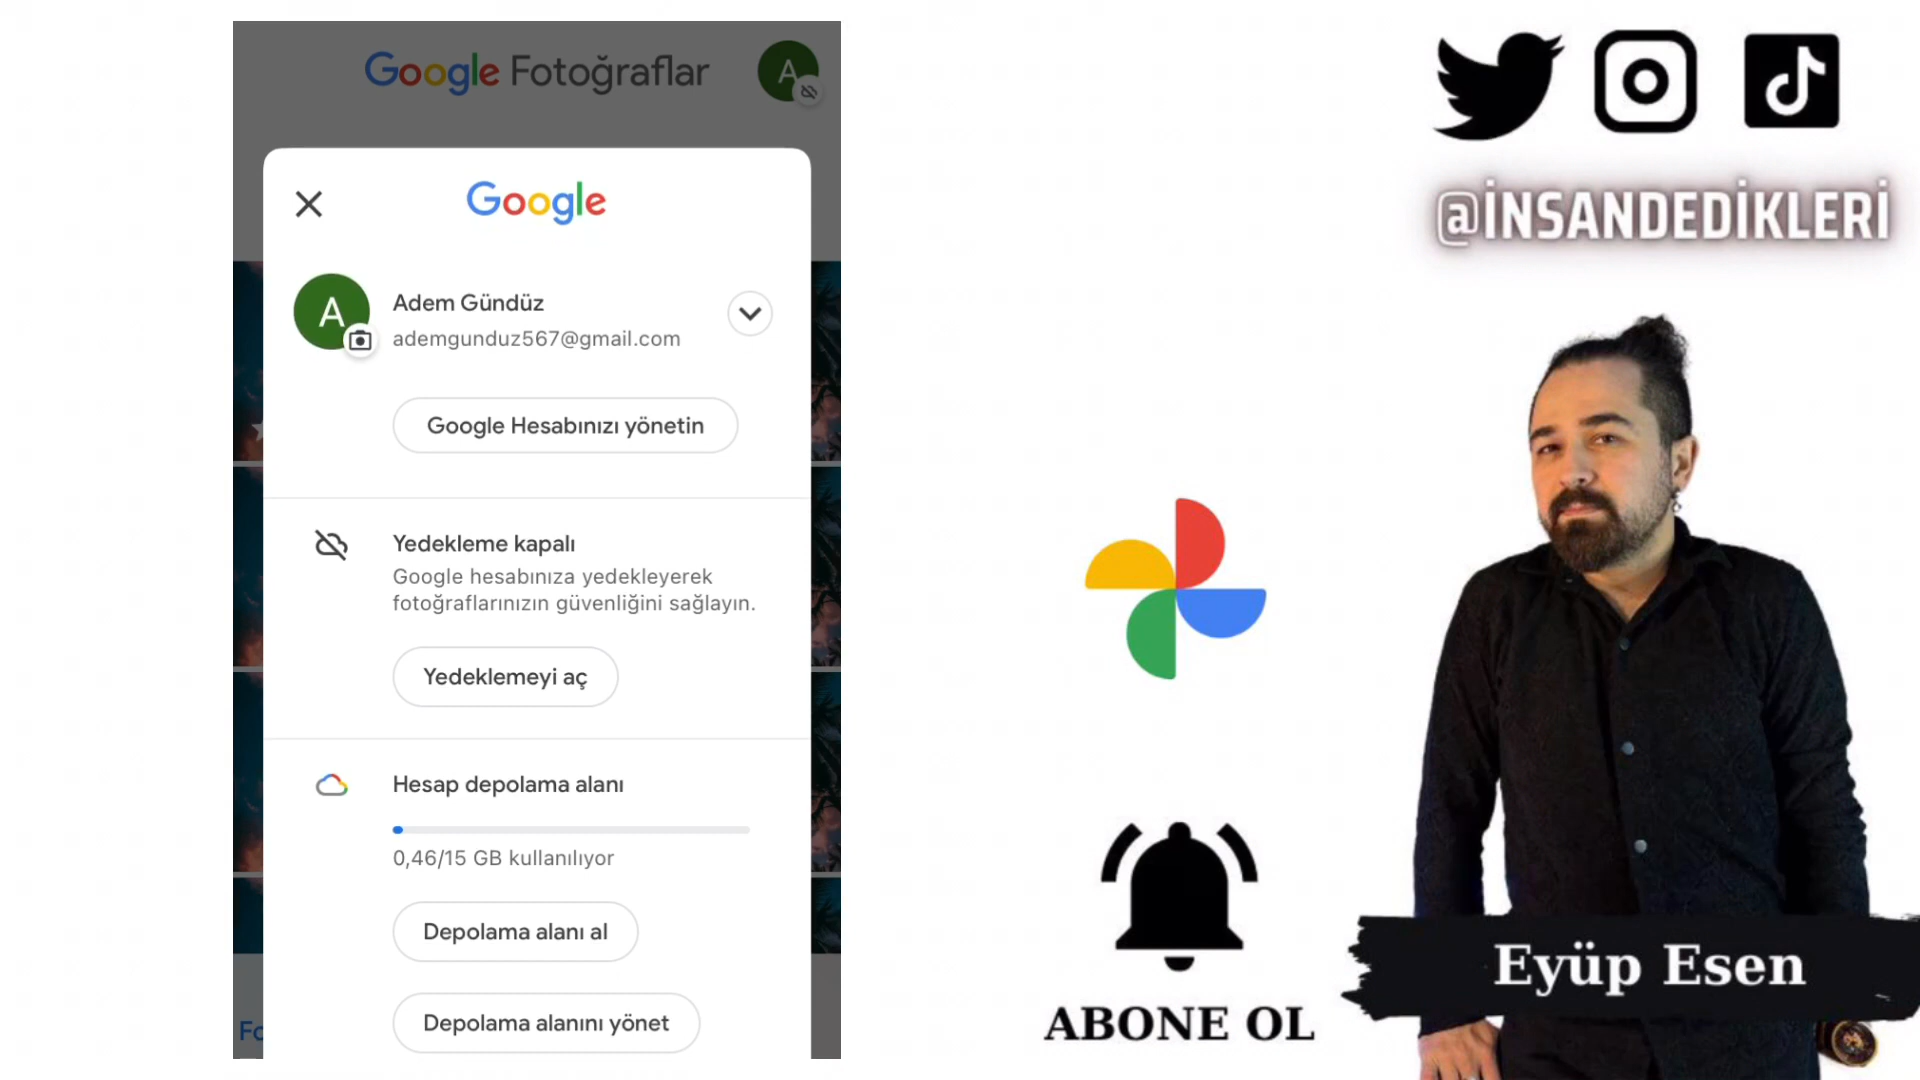 Google Fotoğraflar
A
Google
A
Adem Gündüz
ademgunduz567@gmail.com
Google Hesabınızı yönetin
Yedekleme kapalı
Google hesabınıza yedekleyerek
fotoğraflarınızın güvenliğini sağlayın.
Yedeklemeyi aç
Hesap depolama alanı
0,46/15 GB kullanılıyor
Depolama alanı al
Depolama alanını yönet
Fo
@İNSANDEDİKLERİ
ABONE OL
Eyüp Esen